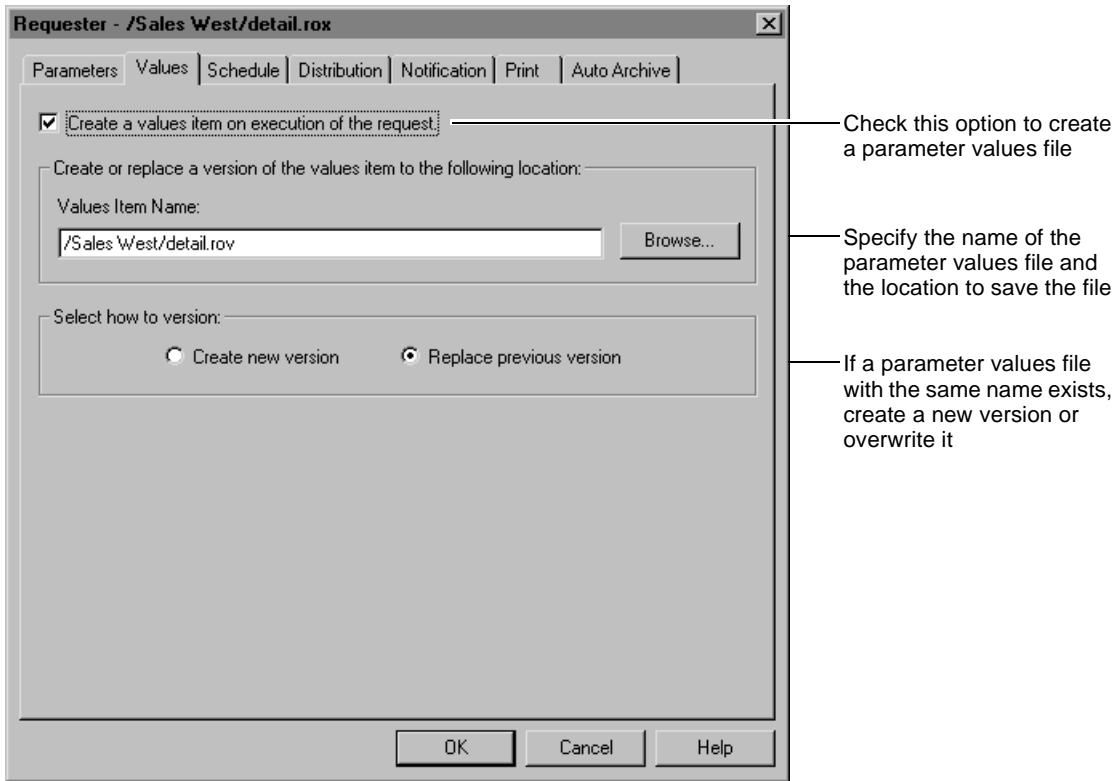 Requester - /Sales West/detail.rox
Parameters Values Schedule Distribution Notification Print Auto Archive
Create a values item on execution of the request.
Check this option to create
a parameter values file
Create or replace a version of the values item to the following location:
Values Item Name:
/Sales West/detail.rov
Browse...
Specify the name of the
parameter values file and
the location to save the file
Select how to version:
Create new version
Replace previous version
If a parameter values file
with the same name exists,
create a new version or
overwrite it
OK
Cancel
Help